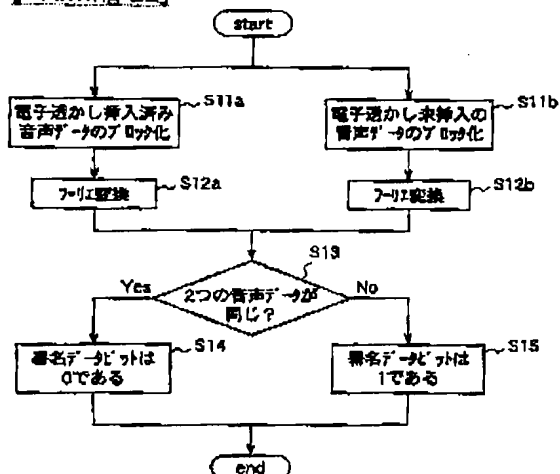 start
電子透かし挿入済み
音声データのブロック化
S11a
電子透かし未挿入の
音声データのブロック化
S11b
フーリエ変換
S12a
フーリエ変換
S12b
S13
Yes
2つの音声データが
同じ?
No
署名データビットは
0である
S14
署名データビットは
1である
S15
end